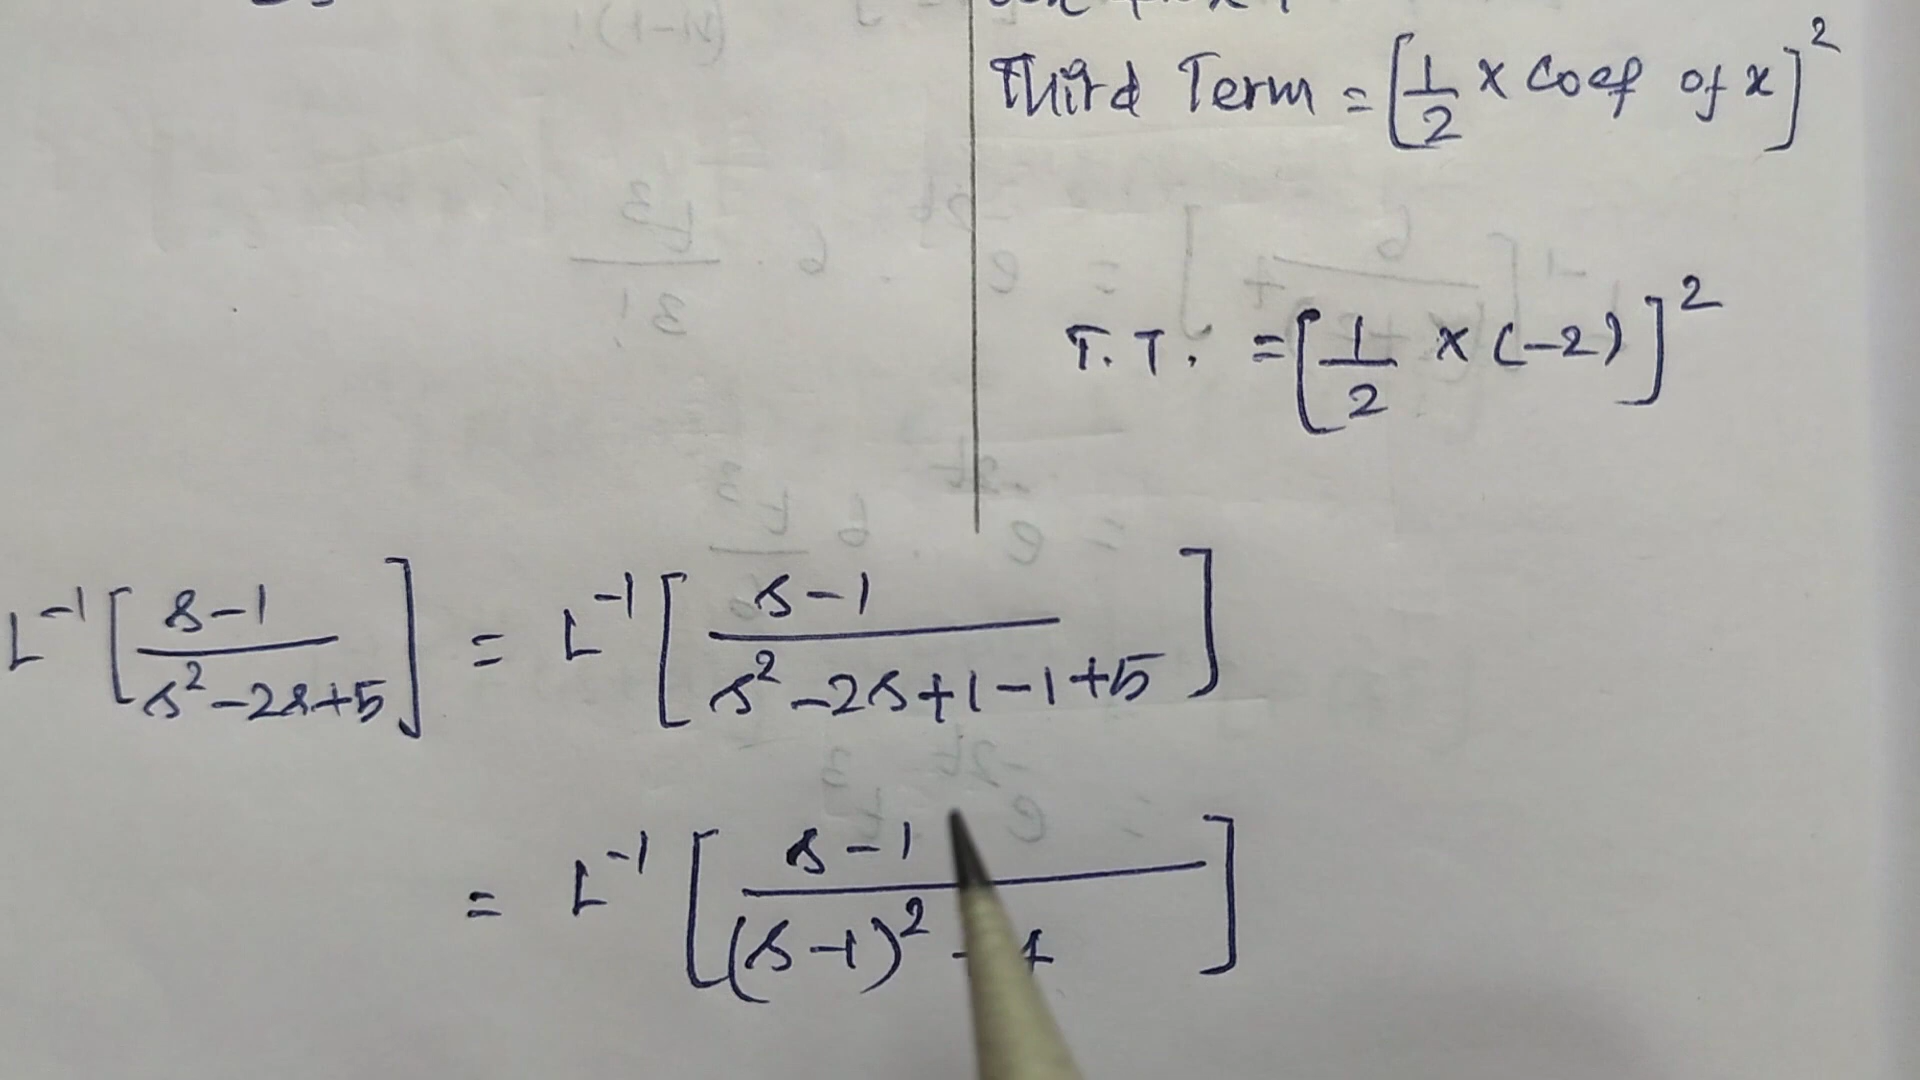 Third Term = [1/2 × coef of x]²
T.T. = [1/2 × (-2)]²
L⁻¹ [s-1 / s²-2s+5] = L⁻¹ [s-1 / s²-2s+1-1+5]
= L⁻¹ [s-1 / (s-1)²